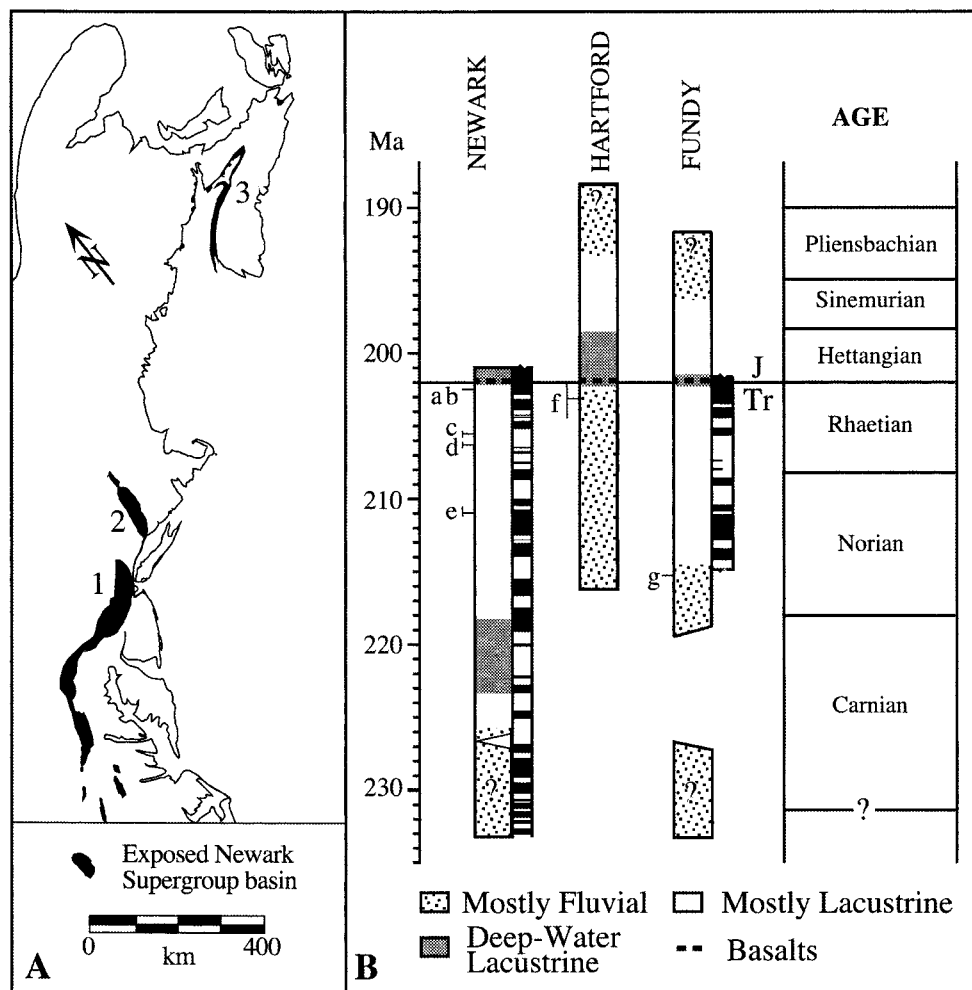 3
N
2
1
Exposed Newark
Supergroup basin
0 400
km
A
NEWARK
HARTFORD
FUNDY
AGE
Ma
190
200
210
220
230
a b
c
d
e
f
g
?
?
?
?
J
Tr
Pliensbachian
Sinemurian
Hettangian
Rhaetian
Norian
Carnian
?
Mostly Fluvial
Mostly Lacustrine
Deep-Water
Lacustrine
Basalts
B